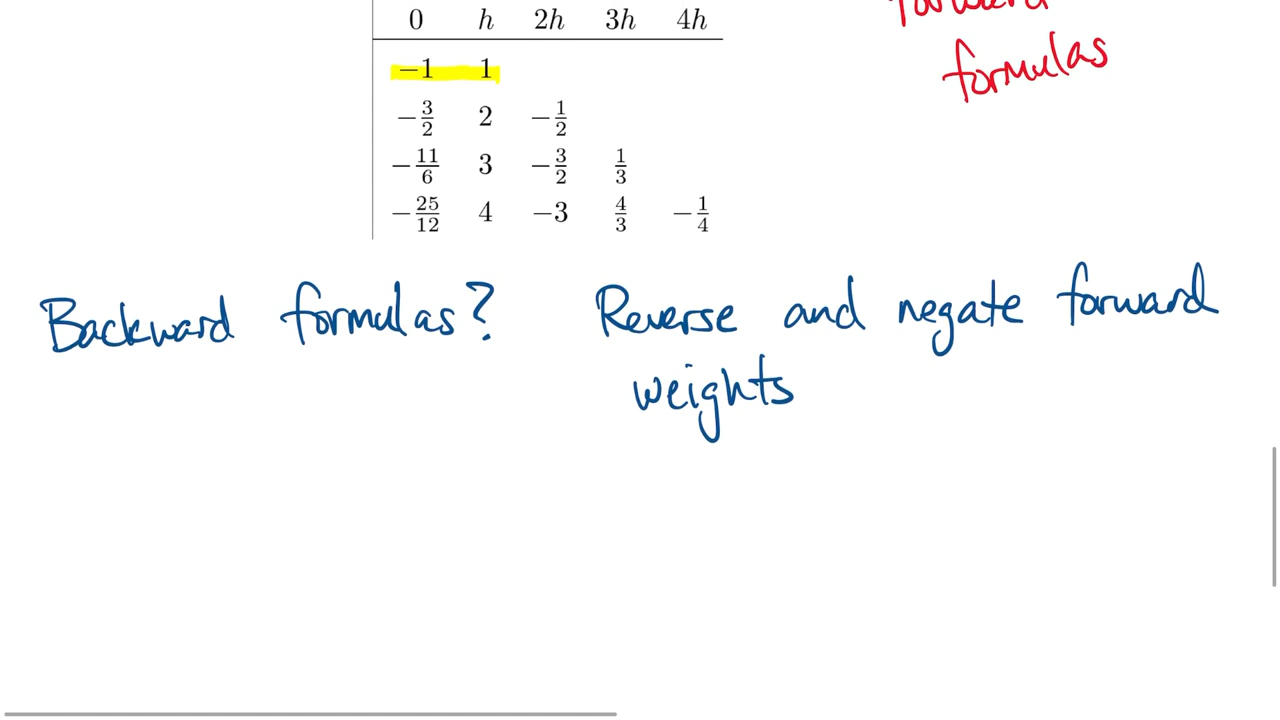 0 h 2h 3h 4h
forward
formulas
−1 1
−3/2 2 −1/2
−11/6 3 −3/2 1/3
−25/12 4 −3 4/3 −1/4
Backward formulas? Reverse and negate forward
weights